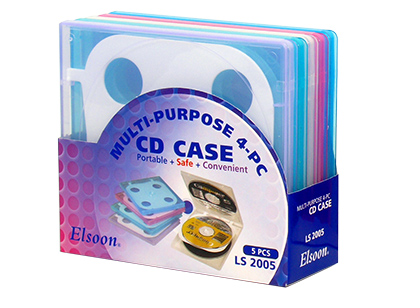 MULTI-PURPOSE 4-PC
CD CASE
Portable + Safe + Convenient
5 PCS
LS 2005
Elsoon®
MULTI-PURPOSE 4-PC
CD CASE
LS 2005
Elsoon®